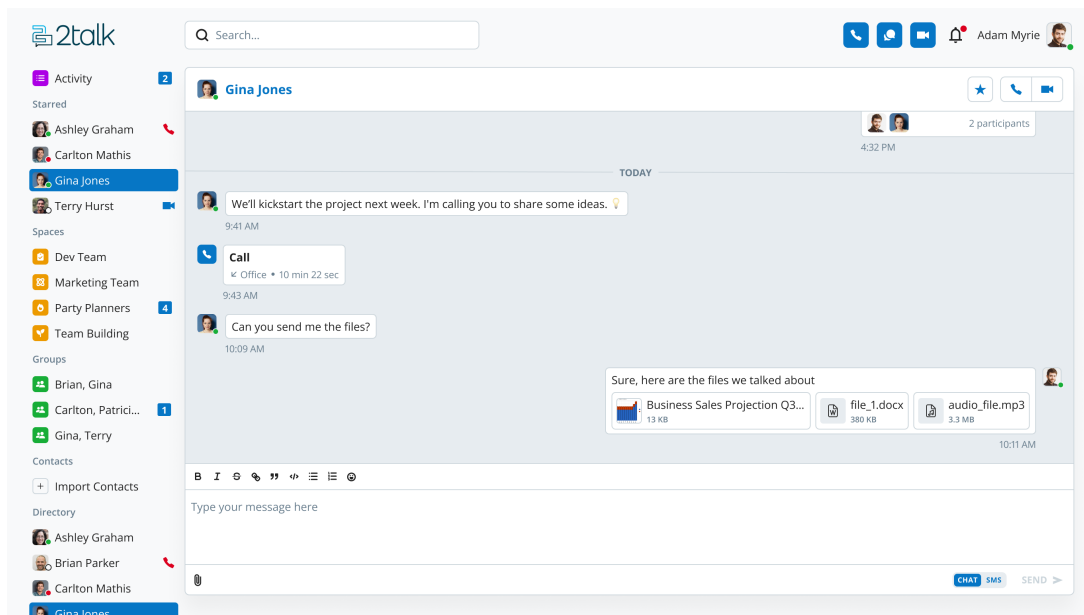 2talk
Search...
Adam Myrie
Activity 2
Starred
Ashley Graham
Carlton Mathis
Gina Jones
Terry Hurst
Spaces
Dev Team
Marketing Team
Party Planners 4
Team Building
Groups
Brian, Gina
Carlton, Patrici... 1
Gina, Terry
Contacts
Import Contacts
Directory
Ashley Graham
Brian Parker
Carlton Mathis
Gina Jones
Gina Jones
2 participants
4:32 PM
TODAY
We'll kickstart the project next week. I'm calling you to share some ideas.
9:41 AM
Call
Office • 10 min 22 sec
9:43 AM
Can you send me the files?
10:09 AM
Sure, here are the files we talked about
Business Sales Projection Q3...
13 KB
file_1.docx
380 KB
audio_file.mp3
3.3 MB
10:11 AM
Type your message here
CHAT SMS SEND